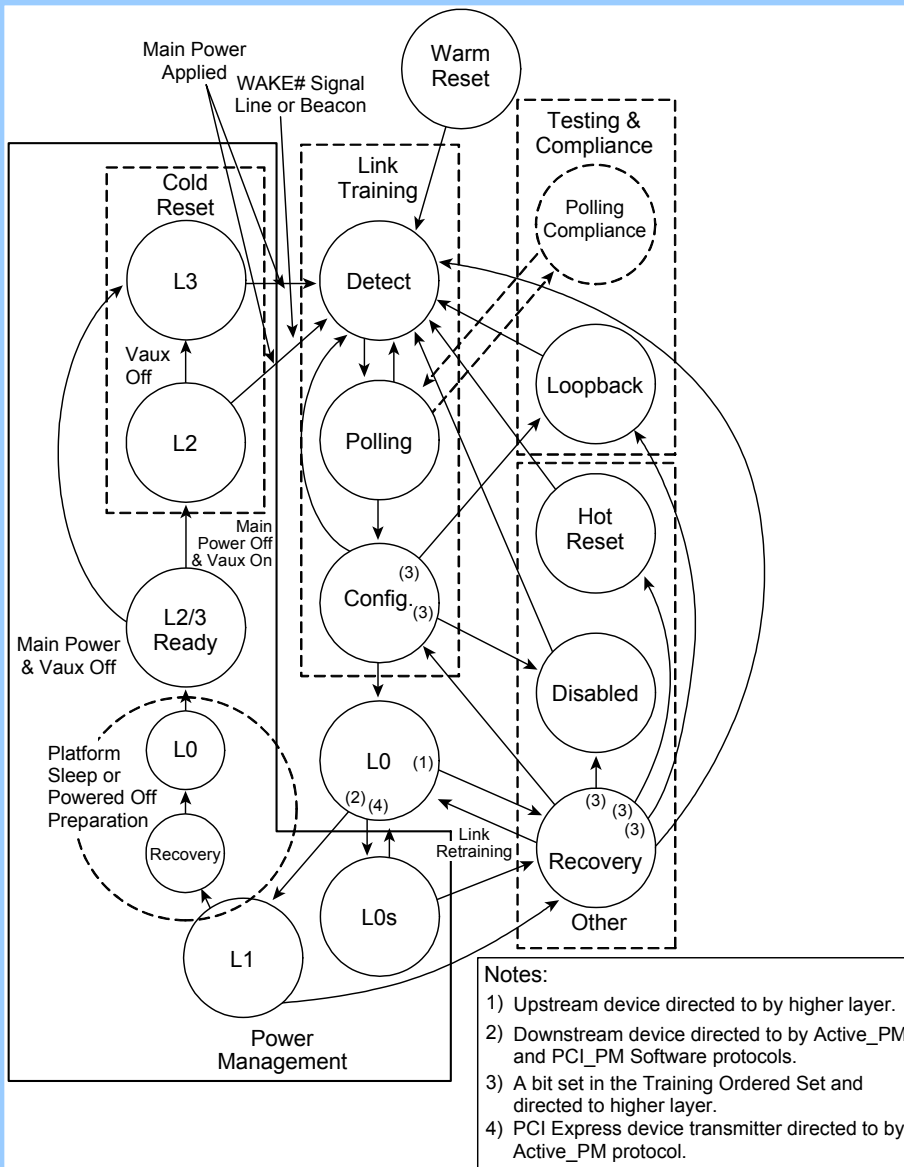 Main Power
Applied
WAKE# Signal
Line or Beacon
Warm
Reset
Testing &
Compliance
Polling
Compliance
Loopback
Link
Training
Detect
Polling
Config.
(3)
(3)
Cold
Reset
L3
Vaux
Off
L2
Main
Power Off
& Vaux On
L2/3
Ready
Main Power
& Vaux Off
Hot
Reset
Disabled
(3)
(3)
(3)
Recovery
Other
L0
(1)
(2)
(4)
Link
Retraining
L0s
Platform
Sleep or
Powered Off
Preparation
L0
Recovery
L1
Power
Management
Notes:
1) Upstream device directed to by higher layer.
2) Downstream device directed to by Active_PM
and PCI_PM Software protocols.
3) A bit set in the Training Ordered Set and
directed to higher layer.
4) PCI Express device transmitter directed to by
Active_PM protocol.